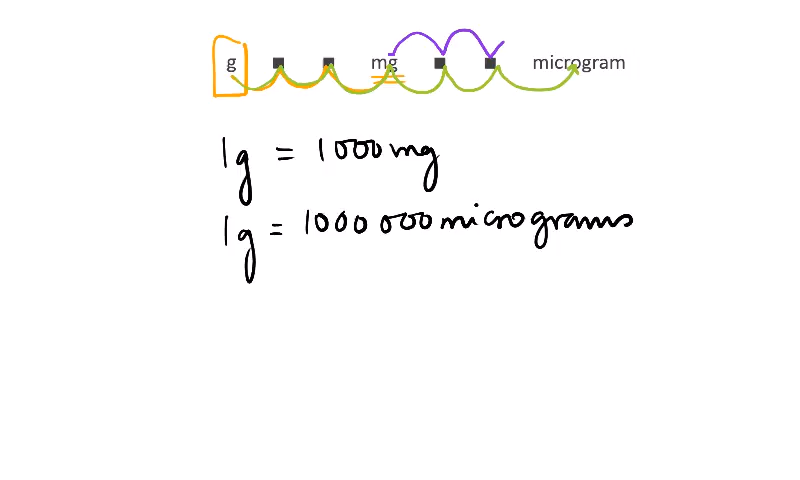 g ■ ■ mg ■ ■ microgram
1g = 1000mg
1g = 1000 000 micrograms